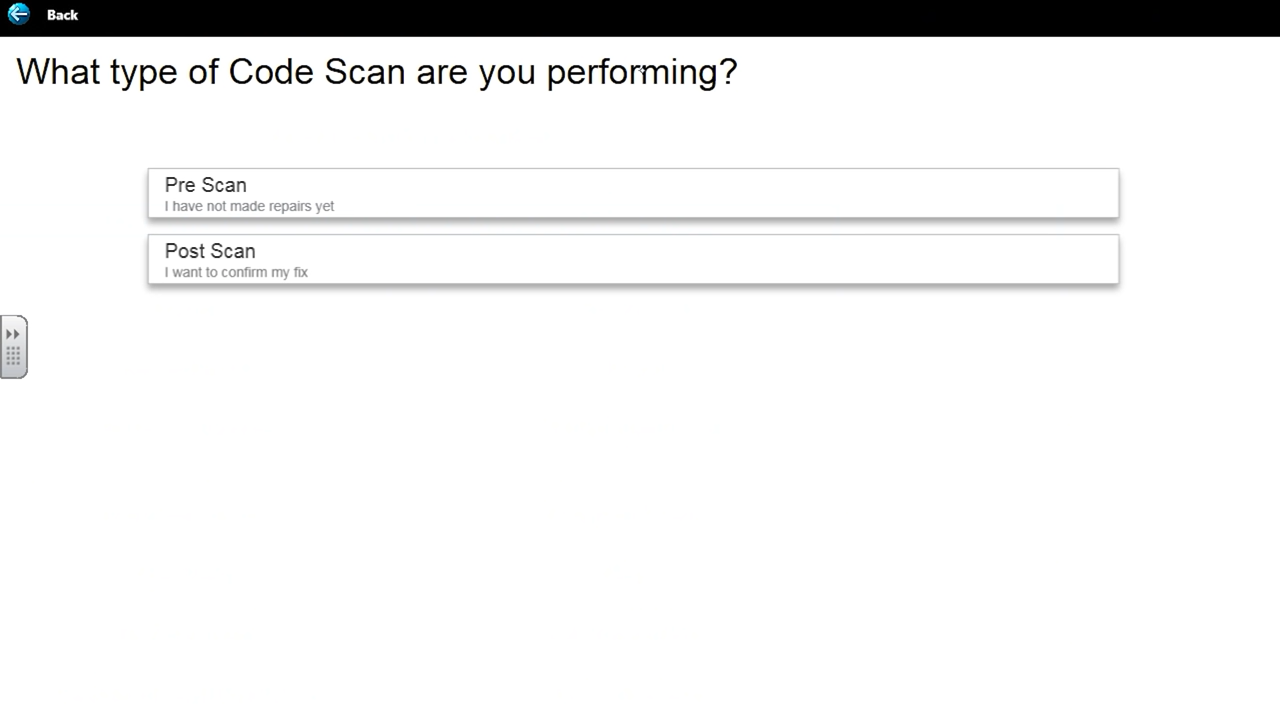 Back
What type of Code Scan are you performing?
Pre Scan
I have not made repairs yet
Post Scan
I want to confirm my fix